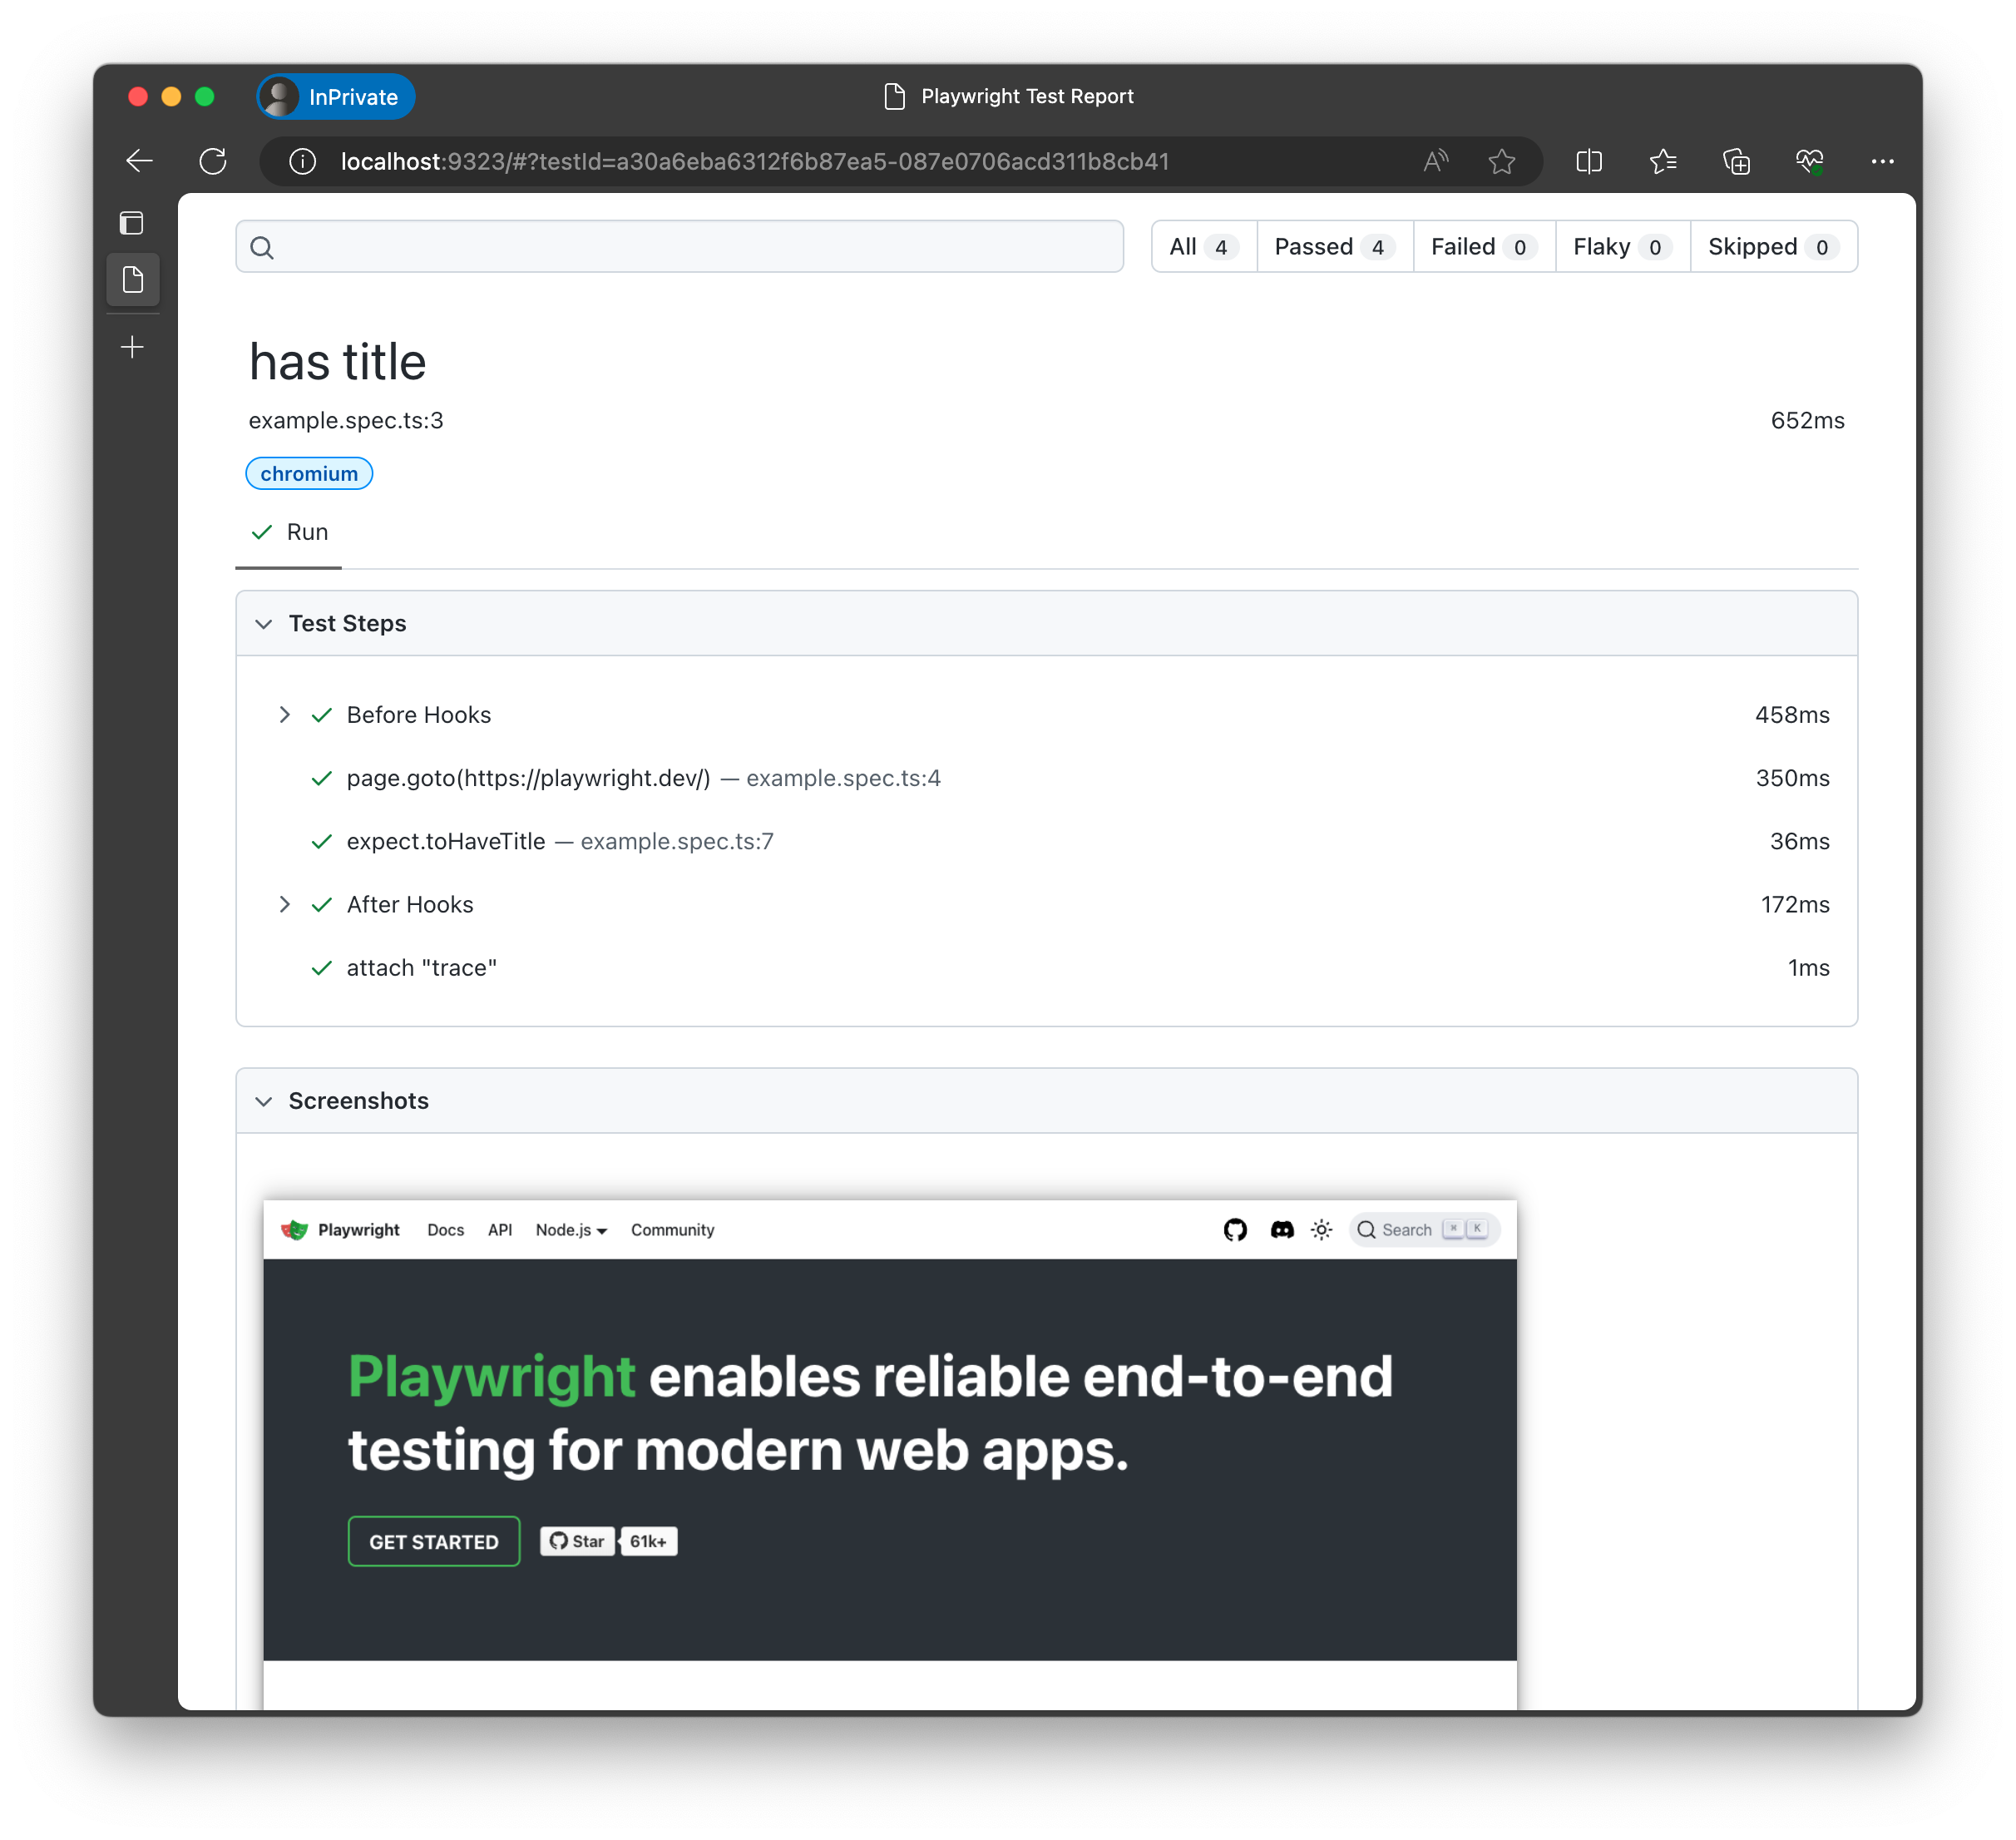 InPrivate
Playwright Test Report
localhost:9323/#?testId=a30a6eba6312f6b87ea5-087e0706acd311b8cb41
All 4 Passed 4 Failed 0 Flaky 0 Skipped 0
has title
example.spec.ts:3 652ms
chromium
Run
Test Steps
Before Hooks 458ms
page.goto(https://playwright.dev/) — example.spec.ts:4 350ms
expect.toHaveTitle — example.spec.ts:7 36ms
After Hooks 172ms
attach "trace" 1ms
Screenshots
Playwright Docs API Node.js Community Search ⌘ K
Playwright enables reliable end-to-end
testing for modern web apps.
GET STARTED Star 61k+